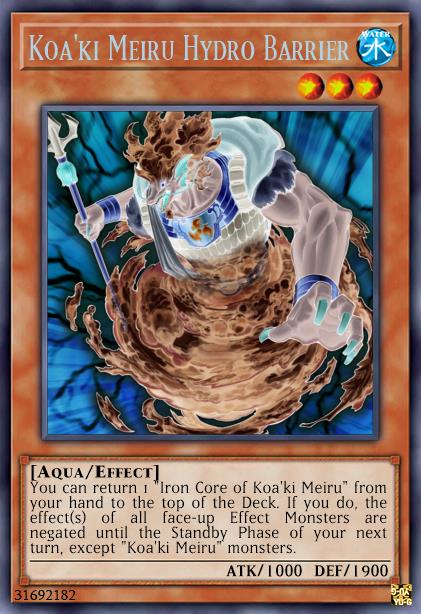 Koa'ki Meiru Hydro Barrier
WATER
水
[Aqua/Effect]
You can return 1 "Iron Core of Koa'ki Meiru" from
your hand to the top of the Deck. If you do, the
effect(s) of all face-up Effect Monsters are
negated until the Standby Phase of your next
turn, except "Koa'ki Meiru" monsters.
ATK/1000 DEF/1900
31692182